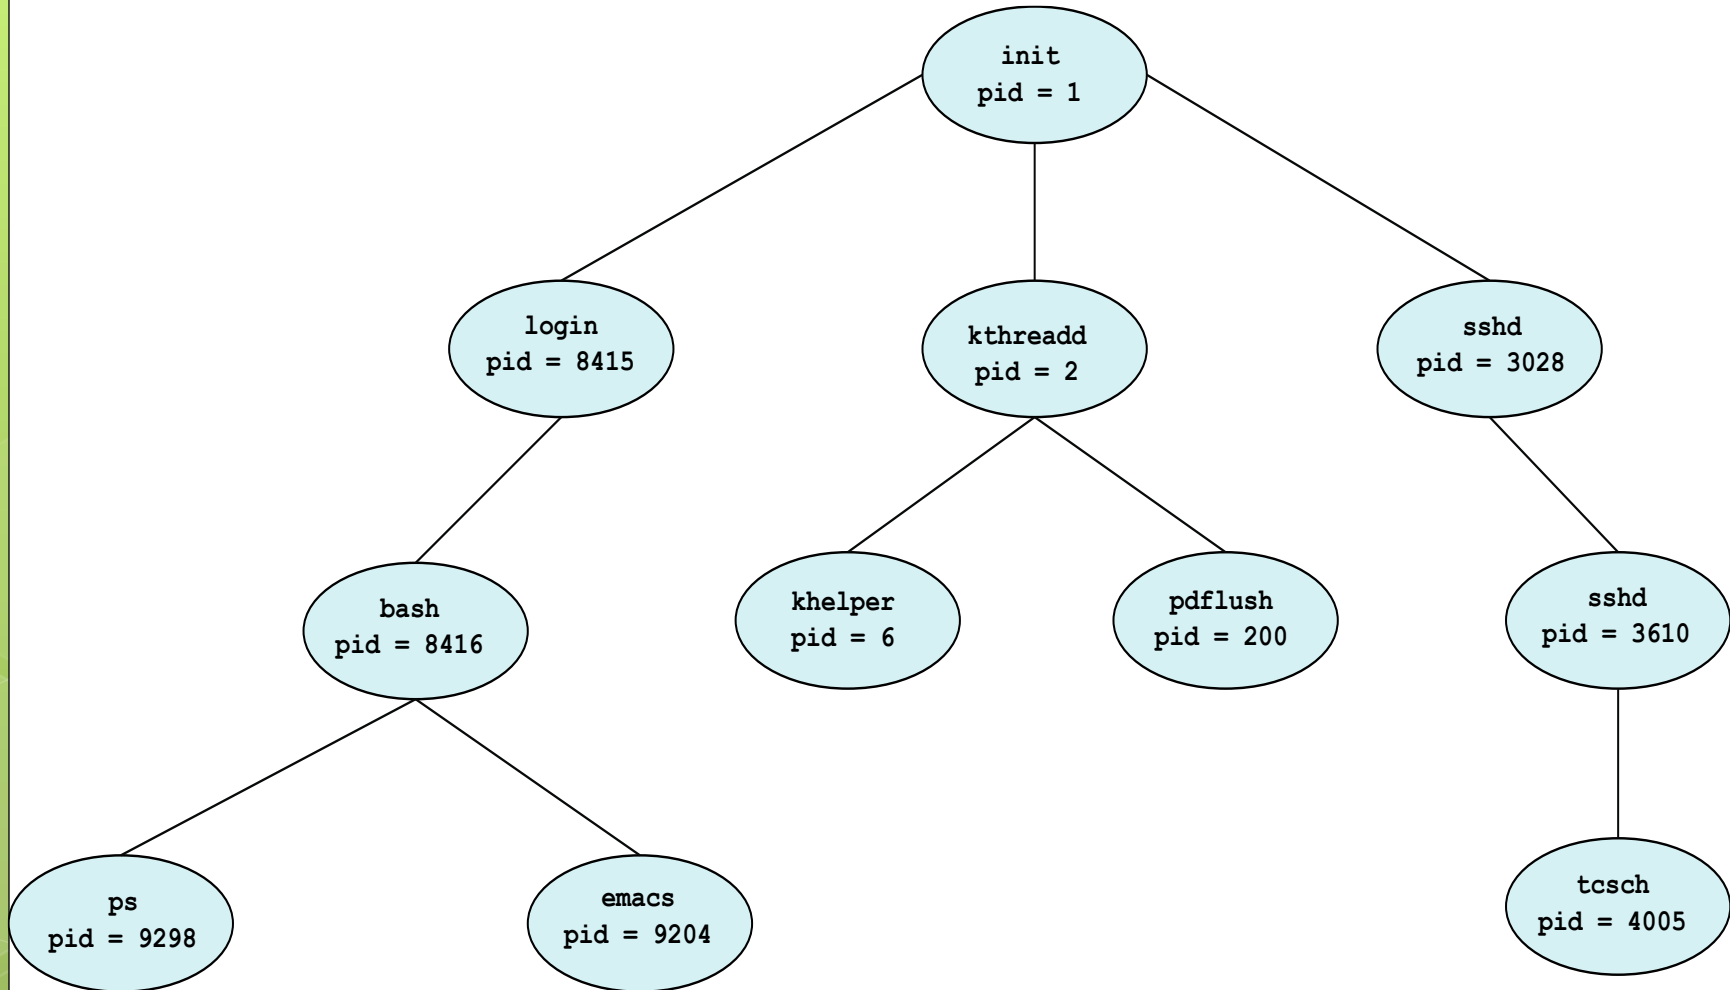 init
pid = 1
login
pid = 8415
kthreadd
pid = 2
sshd
pid = 3028
bash
pid = 8416
khelper
pid = 6
pdflush
pid = 200
sshd
pid = 3610
ps
pid = 9298
emacs
pid = 9204
tcsch
pid = 4005